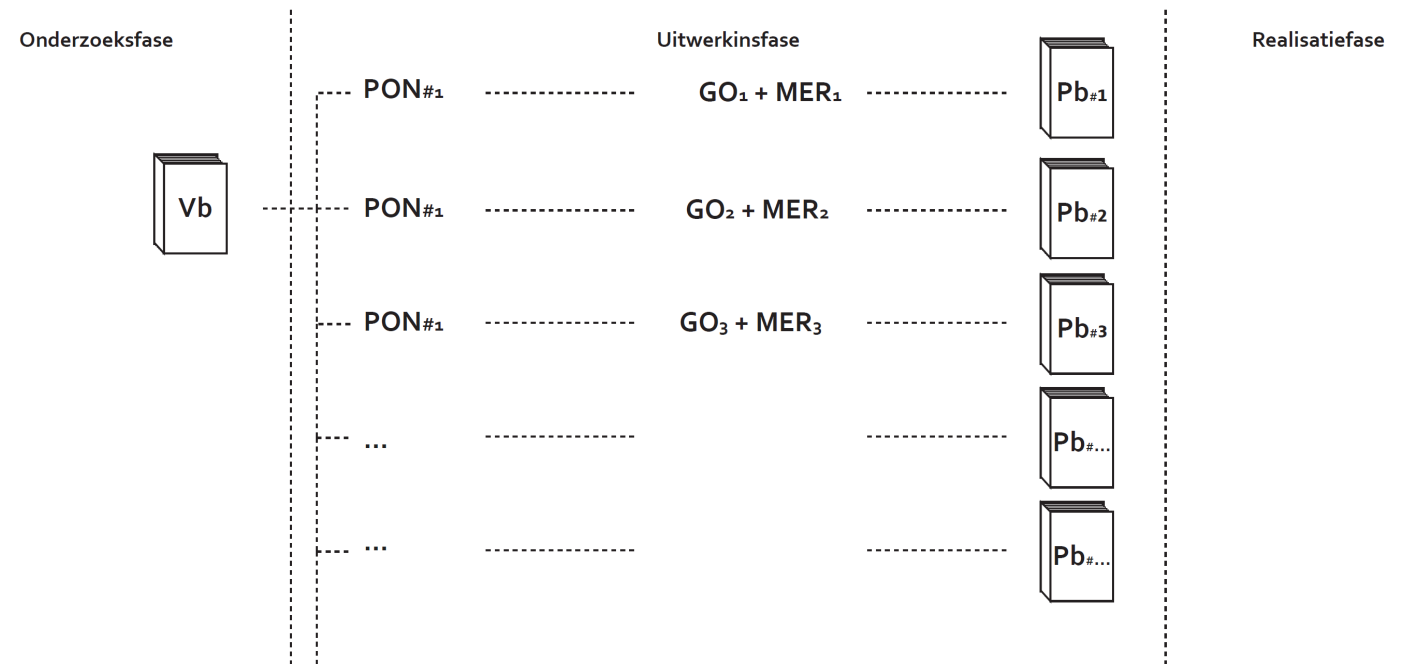 Onderzoeksfase
Uitwerkinsfase
Realisatiefase
PON#1
GO1 + MER1
Pb#1
Vb
PON#1
GO2 + MER2
Pb#2
PON#1
GO3 + MER3
Pb#3
...
Pb#...
...
Pb#...